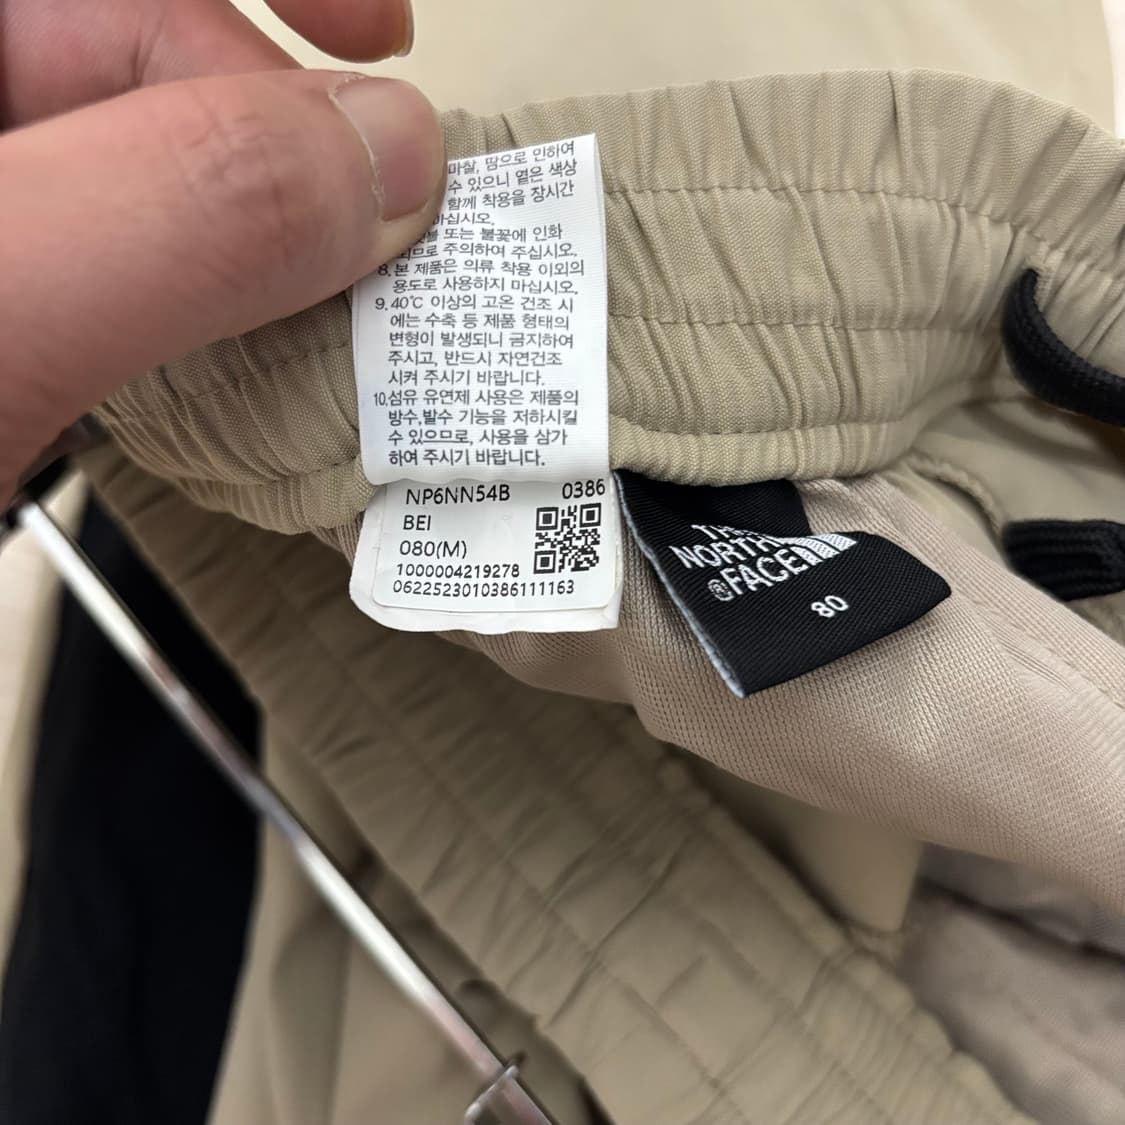 마찰, 땀으로 인하여
수 있으니 옅은 색상
함께 착용을 장시간
마십시오.
또는 불꽃에 인화
되므로 주의하여 주십시오.
8. 본 제품은 의류 착용 이외의
용도로 사용하지 마십시오.
9. 40℃ 이상의 고온 건조 시
에는 수축 등 제품 형태의
변형이 발생되니 금지하여
주시고, 반드시 자연건조
시켜 주시기 바랍니다.
10. 섬유 유연제 사용은 제품의
방수,발수 기능을 저하시킬
수 있으므로, 사용을 삼가
하여 주시기 바랍니다.
NP6NN54B 0386
BEI
080(M)
1000004219278
0622523010386111163
THE
NORTH
FACE
®
80